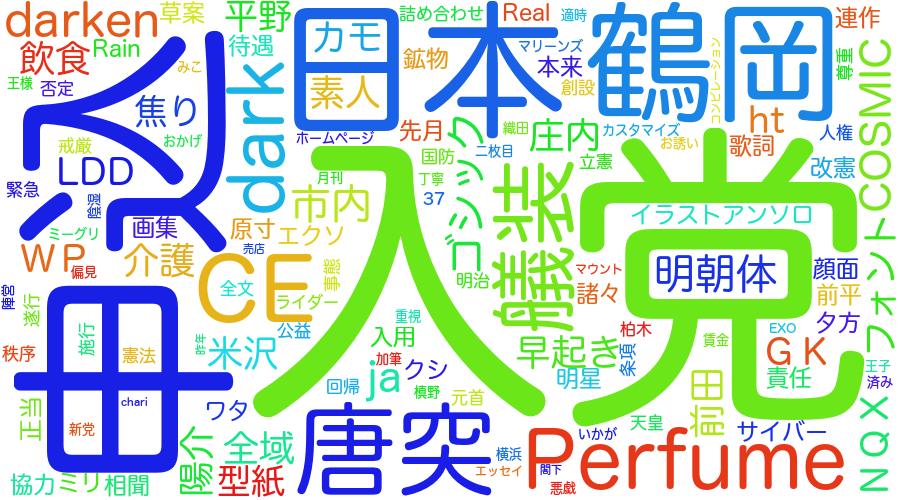 darken
草案
平野
詰め合わせ
Real
適時
連作
飲食
Rain
待遇
カモ
マリーンズ
王様
否定
みこ
素人
鉱物
本来
創設
コンピレーション
尊重
日本
鶴岡
焦り
dark
おかげ
ホームページ
先月
織田
庄内
カスタマイズ
ht
人権
戒厳
LDD
国防
二枚目
立憲
お誘い
歌詞
改憲
COSMIC
緊急
陰湿
月刊
丁寧
37
ゴシック
入党
画集
市内
原寸
エクソ
イラストアンソロ
ミーグリ
売店
艤装
WP
偏見
介護
CE
全文
ライダー
事態
明治
マウント
諸々
明朝体
顔面
前平
フォント
陣営
遂行
施行
公益
重視
入用
柏木
夕方
秩序
憲法
昨年
米沢
加筆
クシ
早起き
条項
賃金
EXO
GK
王子
済み
由
chari
ja
回帰
槙野
元首
明星
前田
責任
正当
新党
ワタ
唐突
天皇
サイバー
NQX
陽介
全域
横浜
いかが
Perfume
協力
ミリ
相聞
型紙
エッセイ
閣下
悪戯